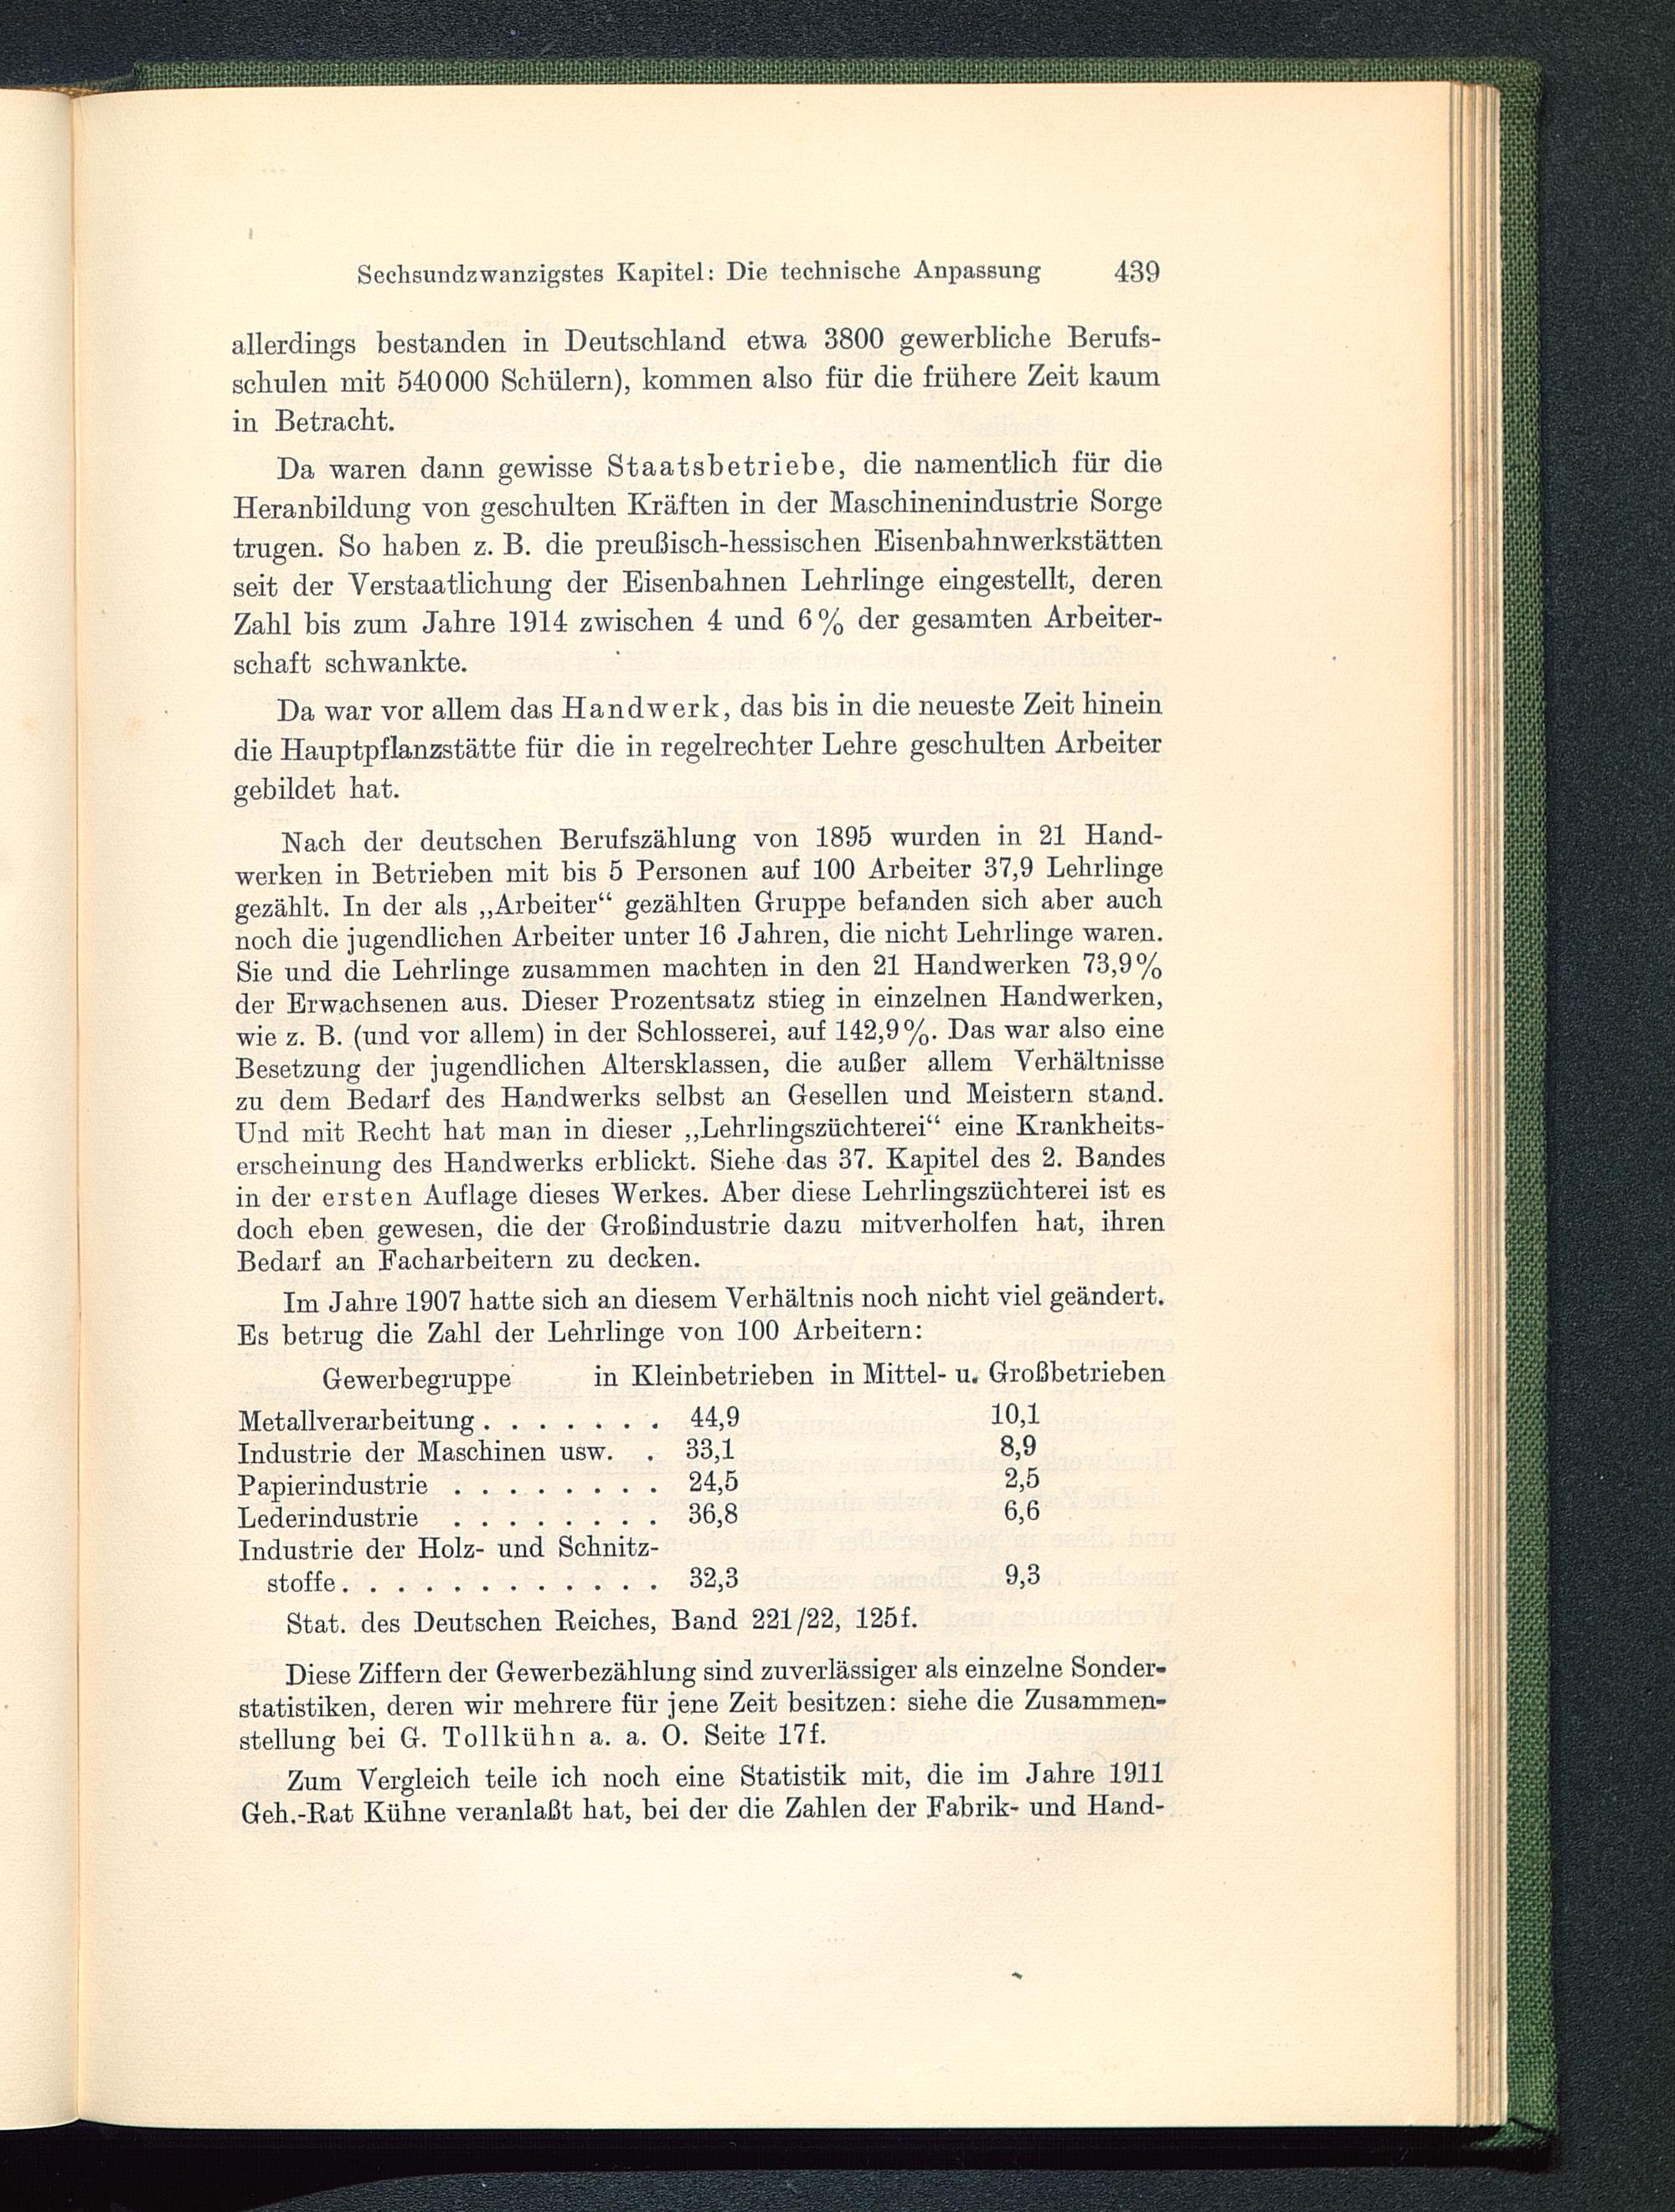 Sechsundzwanzigstes Kapitel: Die technische Anpassung 439
allerdings bestanden in Deutschland etwa 3800 gewerbliche Berufs-
schulen mit 540000 Schülern), kommen also für die frühere Zeit kaum
in Betracht.
Da waren dann gewisse Staatsbetriebe, die namentlich für die
Heranbildung von geschulten Kräften in der Maschinenindustrie Sorge
trugen. So haben z. B. die preußisch-hessischen Eisenbahnwerkstätten
seit der Verstaatlichung der Eisenbahnen Lehrlinge eingestellt, deren
Zahl bis zum Jahre 1914 zwischen 4 und 6% der gesamten Arbeiter-
schaft schwankte.
Da war vor allem das Handwerk, das bis in die neueste Zeit hinein
die Hauptpflanzstätte für die in regelrechter Lehre geschulten Arbeiter
gebildet hat.
Nach der deutschen Berufszählung von 1895 wurden in 21 Hand-
werken in Betrieben mit bis 5 Personen auf 100 Arbeiter 37,9 Lehrlinge
gezählt. In der als „Arbeiter“ gezählten Gruppe befanden sich aber auch
noch die jugendlichen Arbeiter unter 16 Jahren, die nicht Lehrlinge waren.
Sie und die Lehrlinge zusammen machten in den 21 Handwerken 73,9%
der Erwachsenen aus. Dieser Prozentsatz stieg in einzelnen Handwerken,
wie z. B. (und vor allem) in der Schlosserei, auf 142,9%. Das war also eine
Besetzung der jugendlichen Altersklassen, die außer allem Verhältnisse
zu dem Bedarf des Handwerks selbst an Gesellen und Meistern stand.
Und mit Recht hat man in dieser „Lehrlingszüchterei“ eine Krankheits-
erscheinung des Handwerks erblickt. Siehe das 37. Kapitel des 2. Bandes
in der ersten Auflage dieses Werkes. Aber diese Lehrlingszüchterei ist es
doch eben gewesen, die der Großindustrie dazu mitverholfen hat, ihren
Bedarf an Facharbeitern zu decken.
Im Jahre 1907 hatte sich an diesem Verhältnis noch nicht viel geändert.
Es betrug die Zahl der Lehrlinge von 100 Arbeitern:
Gewerbegruppe in Kleinbetrieben in Mittel- u. Großbetrieben
Metallverarbeitung . . . . . . . 44,9 10,1
Industrie der Maschinen usw. . 33,1 8,9
Papierindustrie . . . . . . . . 24,5 2,5
Lederindustrie . . . . . . . . 36,8 6,6
Industrie der Holz- und Schnitz-
stoffe . . . . . . . . . . . . 32,3 9,3
Stat. des Deutschen Reiches, Band 221/22, 125f.
Diese Ziffern der Gewerbezählung sind zuverlässiger als einzelne Sonder-
statistiken, deren wir mehrere für jene Zeit besitzen: siehe die Zusammen-
stellung bei G. Tollkühn a. a. O. Seite 17f.
Zum Vergleich teile ich noch eine Statistik mit, die im Jahre 1911
Geh.-Rat Kühne veranlaßt hat, bei der die Zahlen der Fabrik- und Hand-